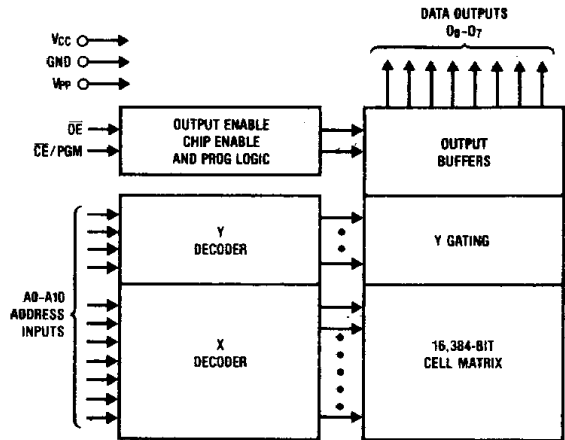 DATA OUTPUTS
O0-O7
VCC
GND
VPP
OE
CE/PGM
OUTPUT ENABLE
CHIP ENABLE
AND PROG LOGIC
OUTPUT
BUFFERS
Y
DECODER
Y GATING
A0-A10
ADDRESS
INPUTS
X
DECODER
16,384-BIT
CELL MATRIX